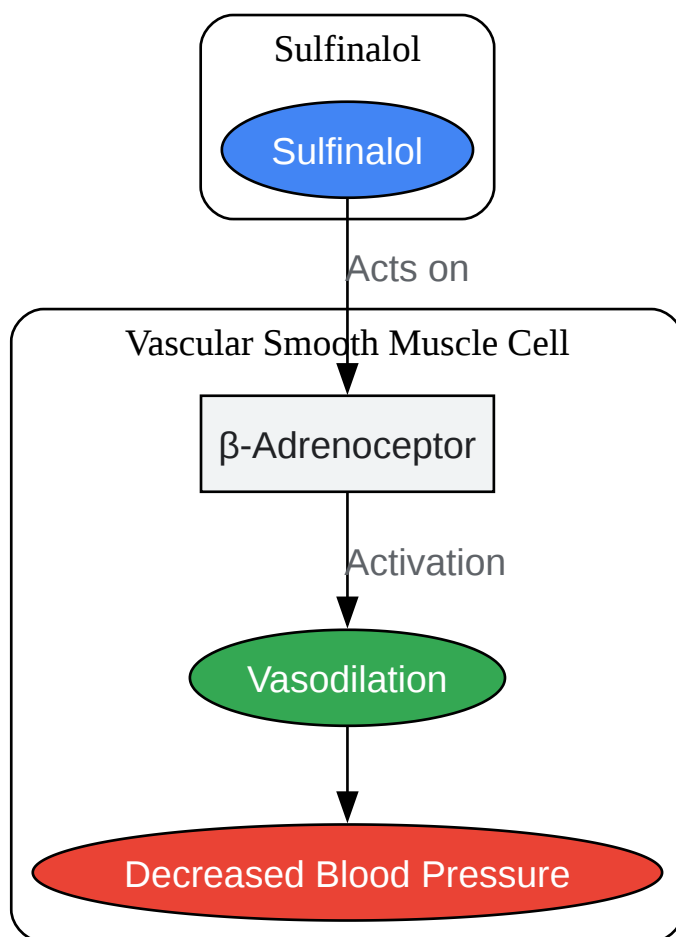 Sulfinalol
Sulfinalol
Acts on
Vascular Smooth Muscle Cell
β-Adrenoceptor
Activation
Vasodilation
Decreased Blood Pressure